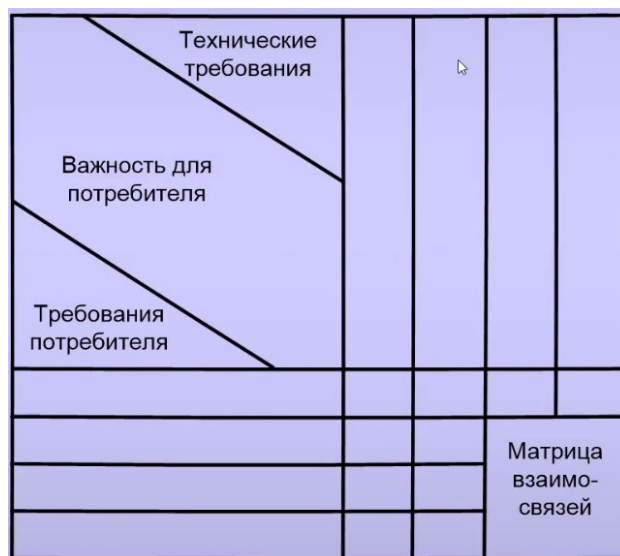 Технические
требования
Важность для
потребителя
Требования
потребителя
Матрица
взаимо-
связей